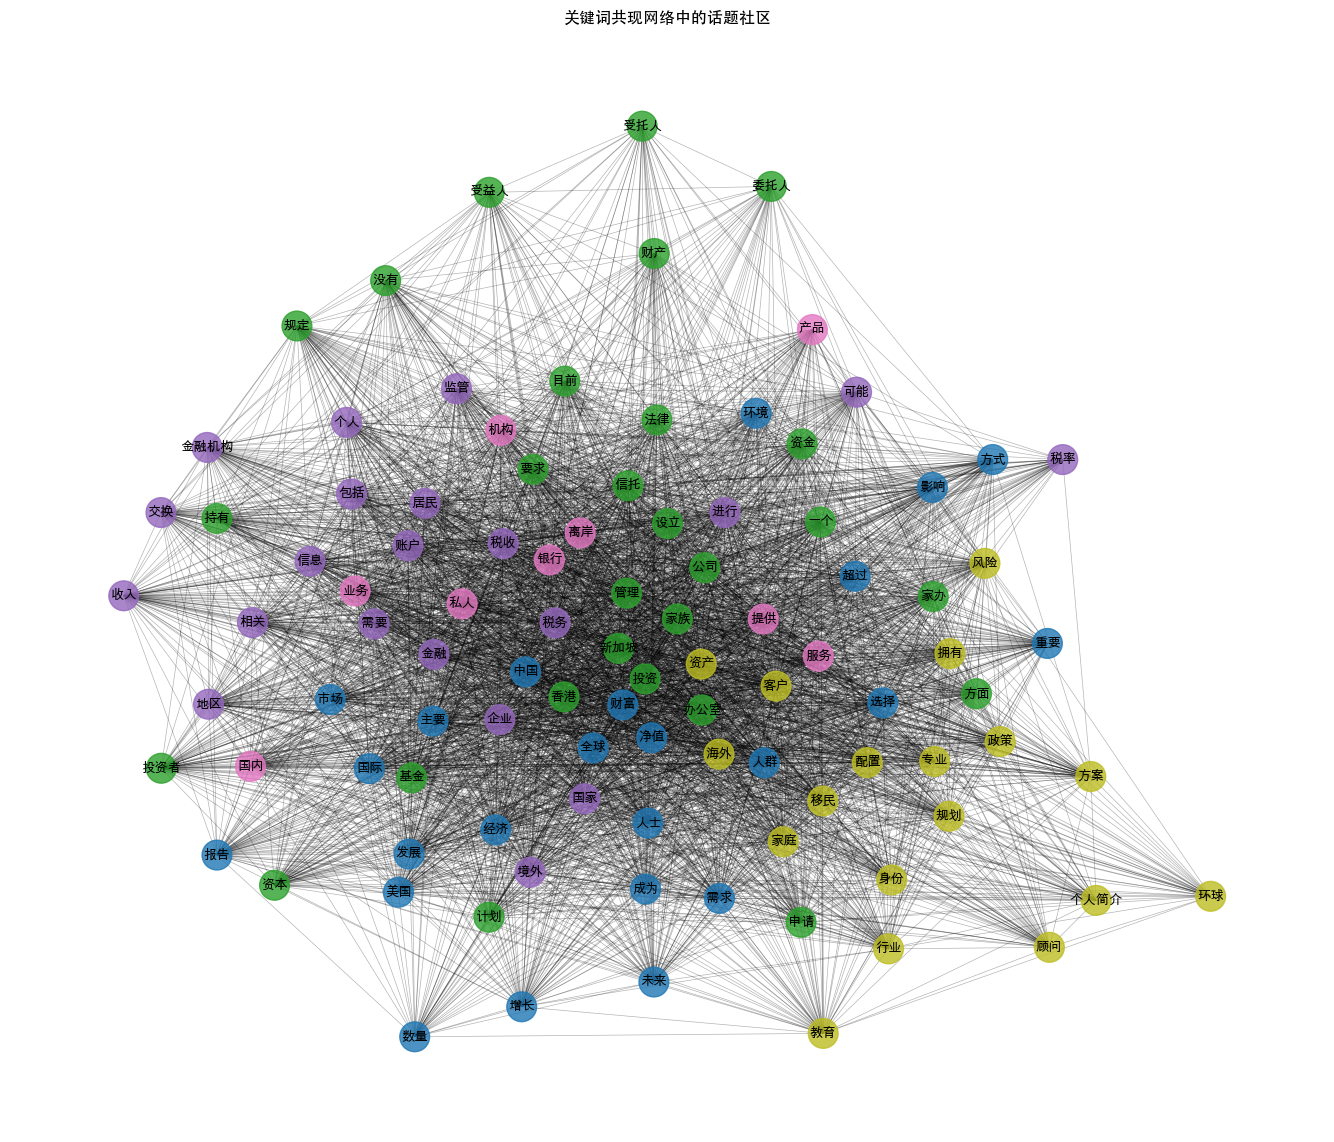 关键词共现网络中的话题社区
受托人
委托人
受益人
财产
没有
规定
产品
目前
监管
可能
环境
法律
个人
机构
资金
金融机构
方式
税率
要求
信托
影响
包括
居民
交换
持有
进行
设立
一个
离岸
税收
账户
银行
信息
风险
公司
超过
业务
管理
收入
家办
私人
家族
提供
相关
需要
税务
重要
新加坡
金融
拥有
服务
资产
中国
投资
客户
方面
香港
市场
选择
地区
财富
办公室
企业
主要
净值
政策
全球
海外
专业
人群
配置
国内
投资者
国际
方案
基金
国家
移民
规划
人士
经济
家庭
发展
报告
境外
身份
资本
成为
美国
环球
需求
个人简介
计划
申请
顾问
行业
未来
增长
教育
数量